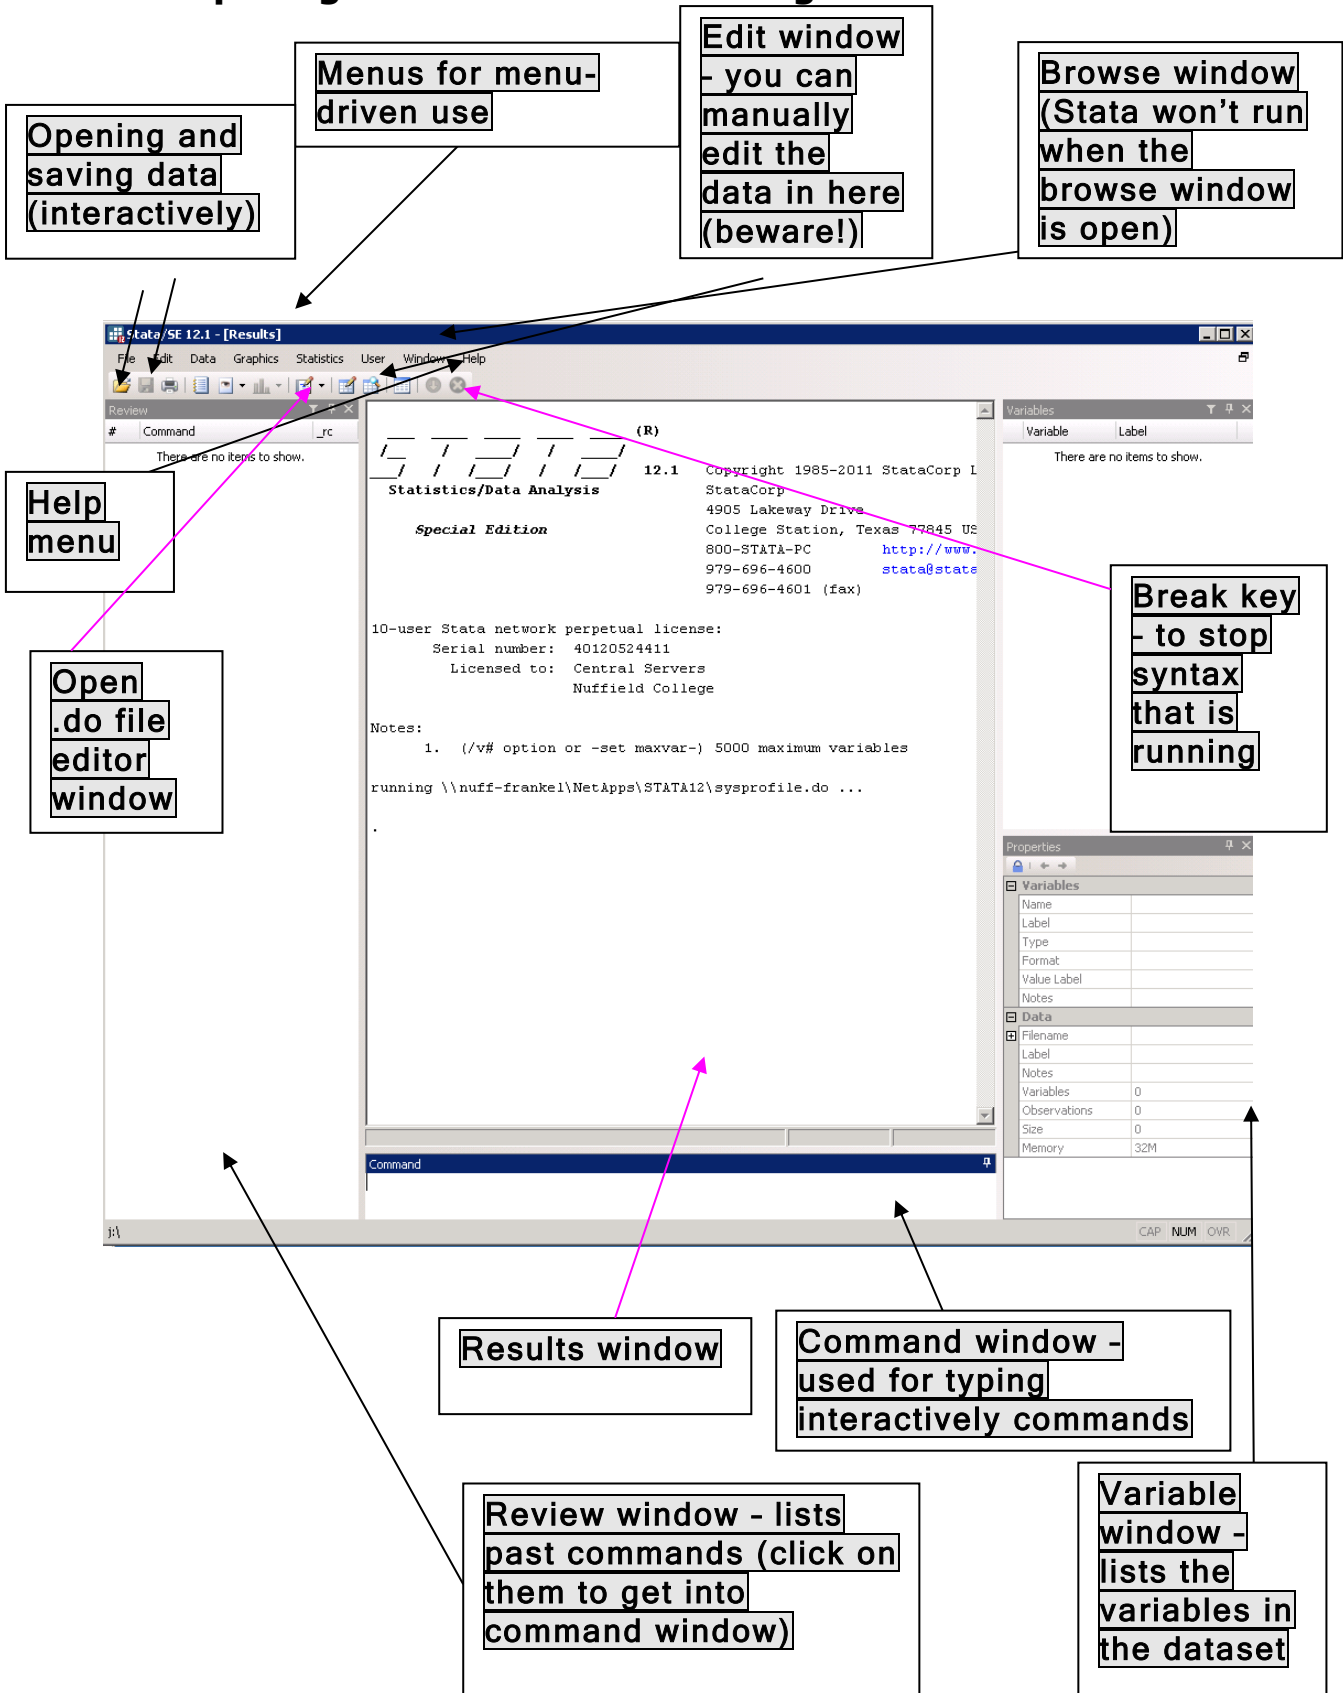 Menus for menu-
driven use
Edit window
- you can
manually
edit the
data in here
(beware!)
Browse window
(Stata won't run
when the
browse window
is open)
Opening and
saving data
(interactively)
Stata/SE 12.1 - [Results]
File Edit Data Graphics Statistics User Window Help
Review
# Command _rc
There are no items to show.
(R)
12.1 Copyright 1985-2011 StataCorp L
Statistics/Data Analysis StataCorp
4905 Lakeway Drive
Special Edition College Station, Texas 77845 US
800-STATA-PC http://www.
979-696-4600 stata@stata
979-696-4601 (fax)
10-user Stata network perpetual license:
Serial number: 40120524411
Licensed to: Central Servers
Nuffield College
Notes:
1. (/v# option or -set maxvar-) 5000 maximum variables
running \\nuff-frankel\NetApps\STATA12\sysprofile.do ...
.
Variables
Variable Label
There are no items to show.
Help
menu
Open
.do file
editor
window
Break key
- to stop
syntax
that is
running
Properties
Variables
Name
Label
Type
Format
Value Label
Notes
Data
Filename
Label
Notes
Variables 0
Observations 0
Size 0
Memory 32M
Command
j:\
CAP NUM OVR
Results window
Command window -
used for typing
interactively commands
Review window - lists
past commands (click on
them to get into
command window)
Variable
window -
lists the
variables in
the dataset